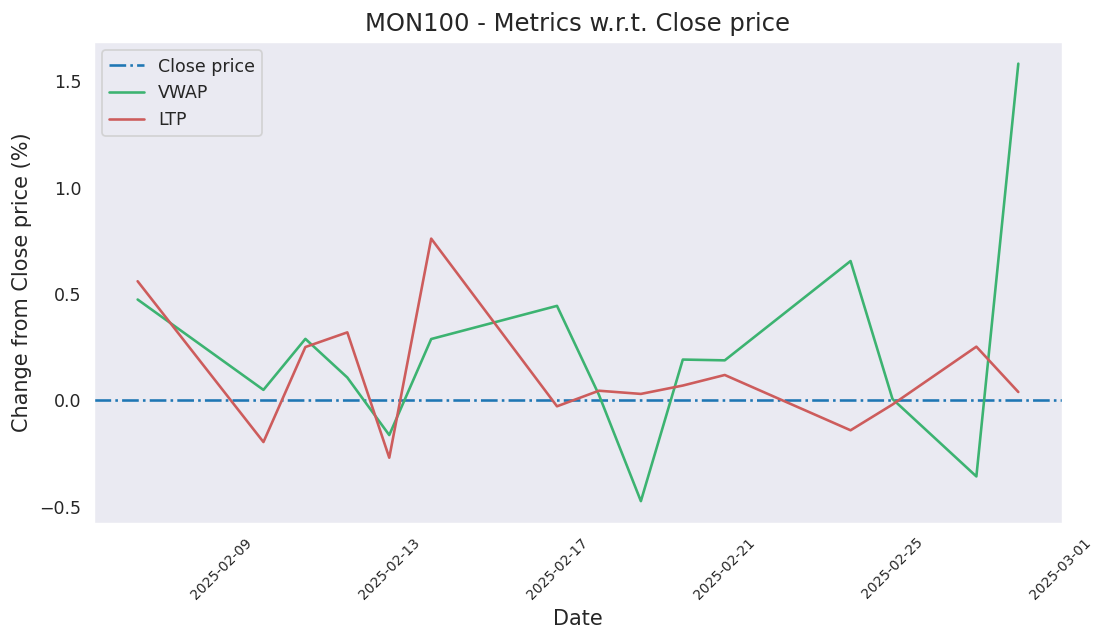 MON100 - Metrics w.r.t. Close price
Close price
VWAP
LTP
Change from Close price (%)
1.5
1.0
0.5
0.0
−0.5
2025-02-09
2025-02-13
2025-02-17
2025-02-21
2025-02-25
2025-03-01
Date